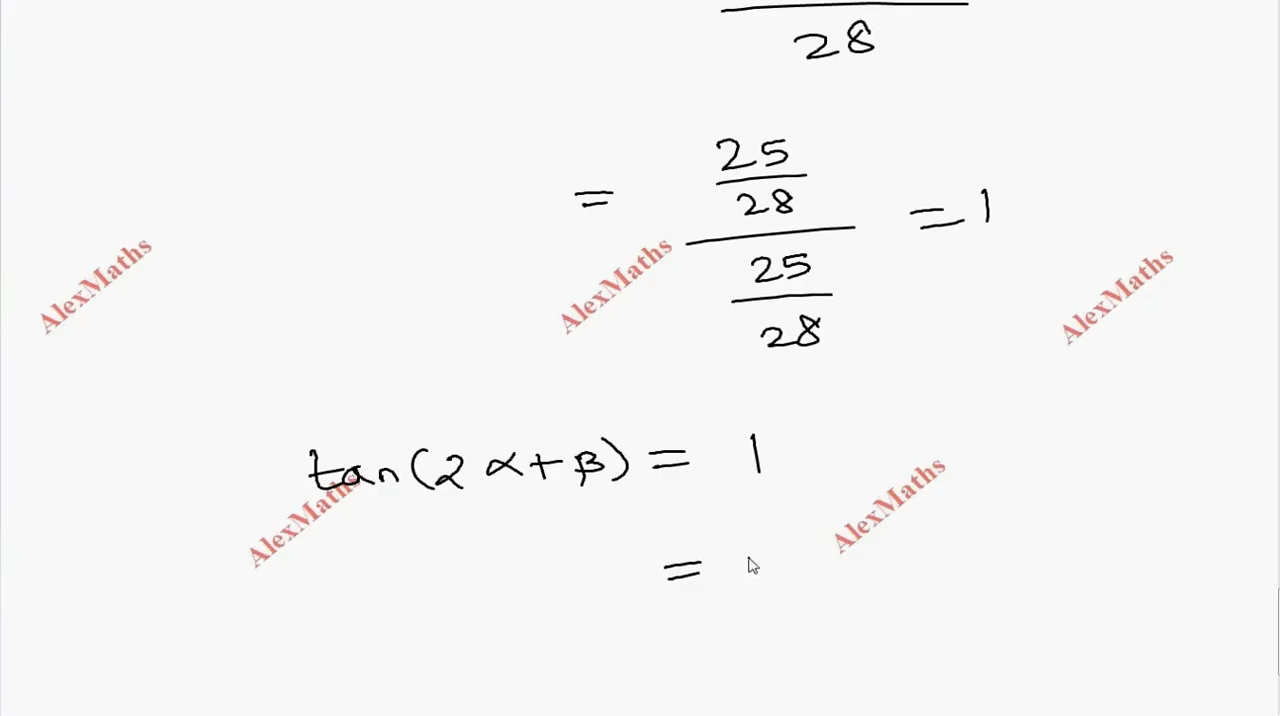 28
= 25/28 / 25/28 = 1
AlexMaths AlexMaths AlexMaths
tan(2α+β) = 1
AlexMaths AlexMaths
=